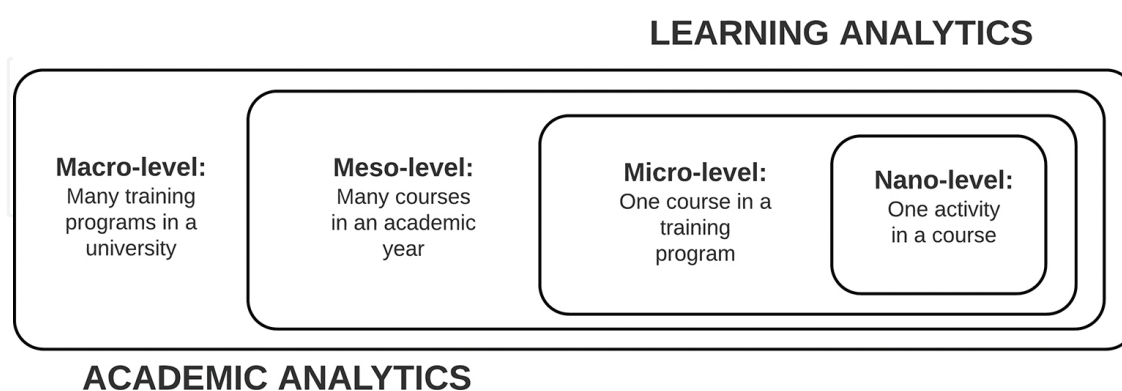 LEARNING ANALYTICS
Macro-level:
Many training
programs in a
university
Meso-level:
Many courses
in an academic
year
Micro-level:
One course in a
training
program
Nano-level:
One activity
in a course
ACADEMIC ANALYTICS